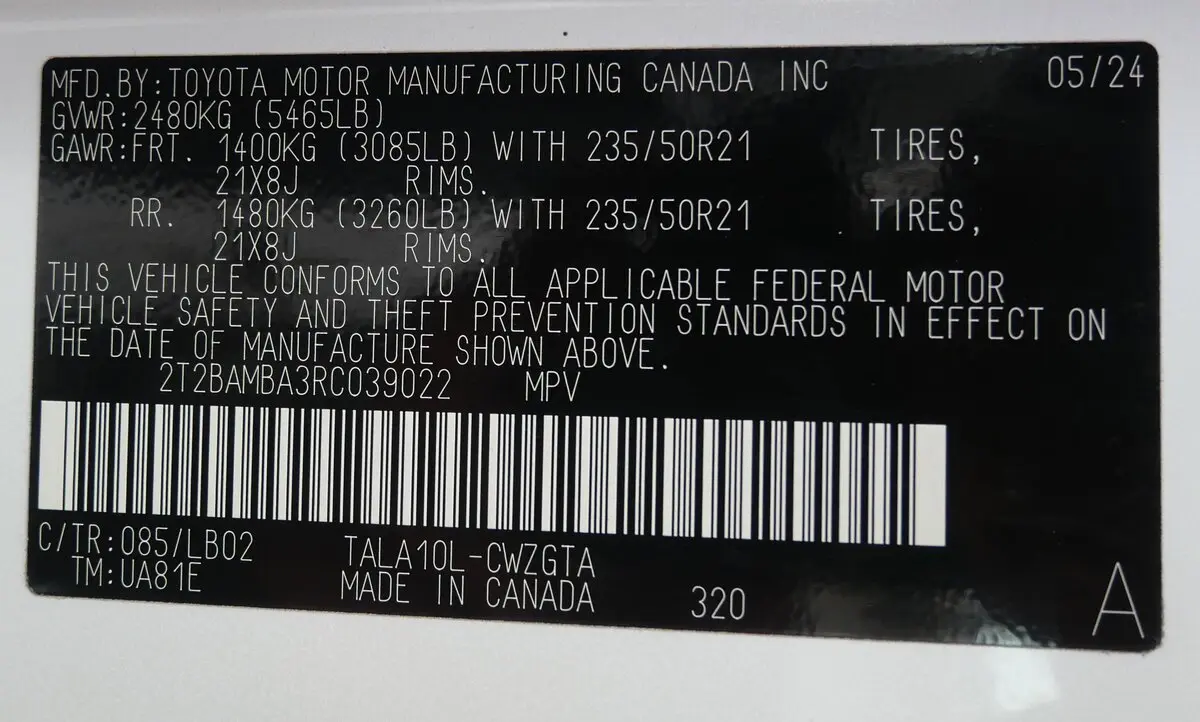 MFD.BY:TOYOTA MOTOR MANUFACTURING CANADA INC 05/24
GVWR:2480KG (5465LB)
GAWR:FRT. 1400KG (3085LB) WITH 235/50R21 TIRES,
21X8J RIMS.
RR. 1480KG (3260LB) WITH 235/50R21 TIRES,
21X8J RIMS.
THIS VEHICLE CONFORMS TO ALL APPLICABLE FEDERAL MOTOR
VEHICLE SAFETY AND THEFT PREVENTION STANDARDS IN EFFECT ON
THE DATE OF MANUFACTURE SHOWN ABOVE.
2T2BAMBA3RC039022 MPV
C/TR:085/LB02 TALA10L-CWZGTA
TM:UA81E MADE IN CANADA 320 A